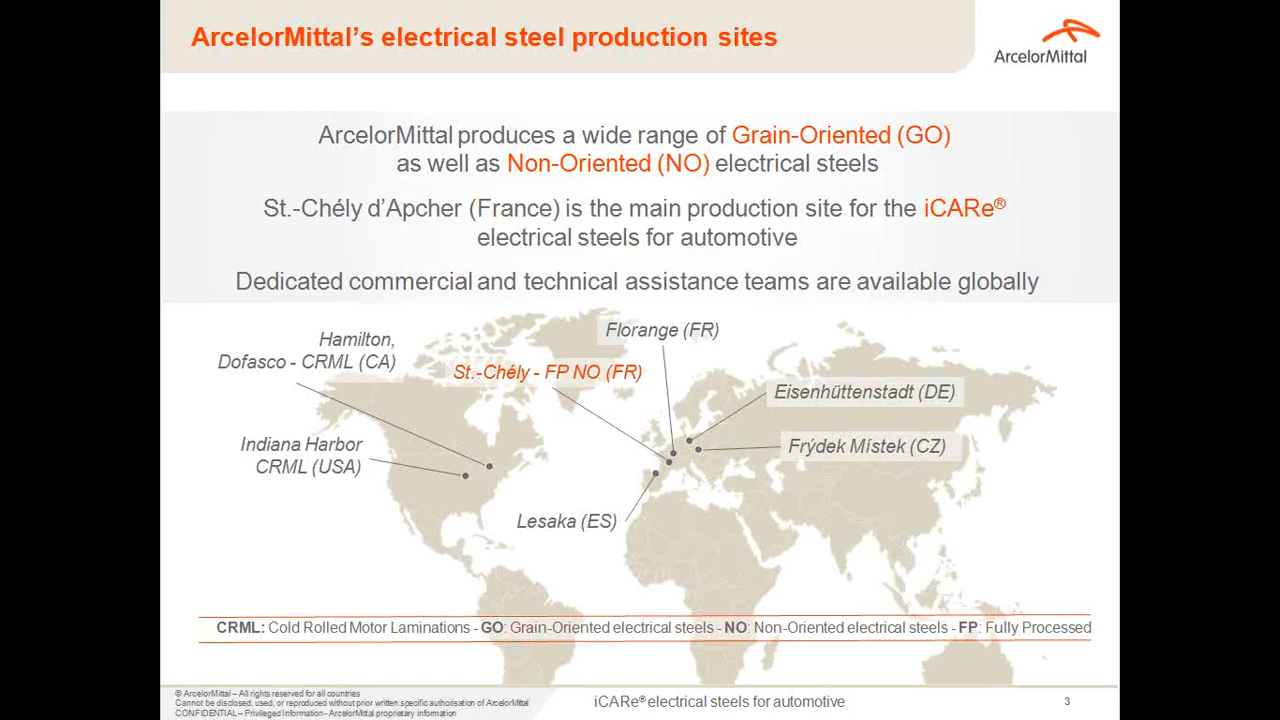 ArcelorMittal's electrical steel production sites
ArcelorMittal
ArcelorMittal produces a wide range of Grain-Oriented (GO)
as well as Non-Oriented (NO) electrical steels
St.-Chély d'Apcher (France) is the main production site for the iCARe®
electrical steels for automotive
Dedicated commercial and technical assistance teams are available globally
Hamilton,
Dofasco - CRML (CA)
Florange (FR)
St.-Chély - FP NO (FR)
Eisenhüttenstadt (DE)
Indiana Harbor
CRML (USA)
Frýdek Místek (CZ)
Lesaka (ES)
CRML: Cold Rolled Motor Laminations - GO: Grain-Oriented electrical steels - NO: Non-Oriented electrical steels - FP: Fully Processed
© ArcelorMittal – All rights reserved for all countries
Cannot be disclosed, used, or reproduced without prior written specific authorisation of ArcelorMittal
CONFIDENTIAL – Privileged Information - ArcelorMittal proprietary information
iCARe® electrical steels for automotive
3